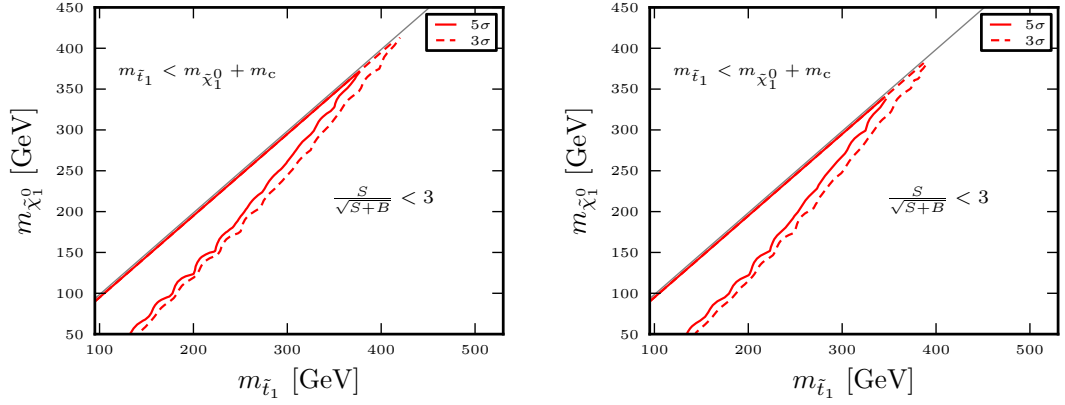 450
400
350
300
250
200
150
100
50
m_{\tilde{\chi}_1^0} [GeV]
5σ
3σ
m_{\tilde{t}_1} < m_{\tilde{\chi}_1^0} + m_c
\frac{S}{\sqrt{S+B}} < 3
100 200 300 400 500
m_{\tilde{t}_1} [GeV]
450
400
350
300
250
200
150
100
50
m_{\tilde{\chi}_1^0} [GeV]
5σ
3σ
m_{\tilde{t}_1} < m_{\tilde{\chi}_1^0} + m_c
\frac{S}{\sqrt{S+B}} < 3
100 200 300 400 500
m_{\tilde{t}_1} [GeV]